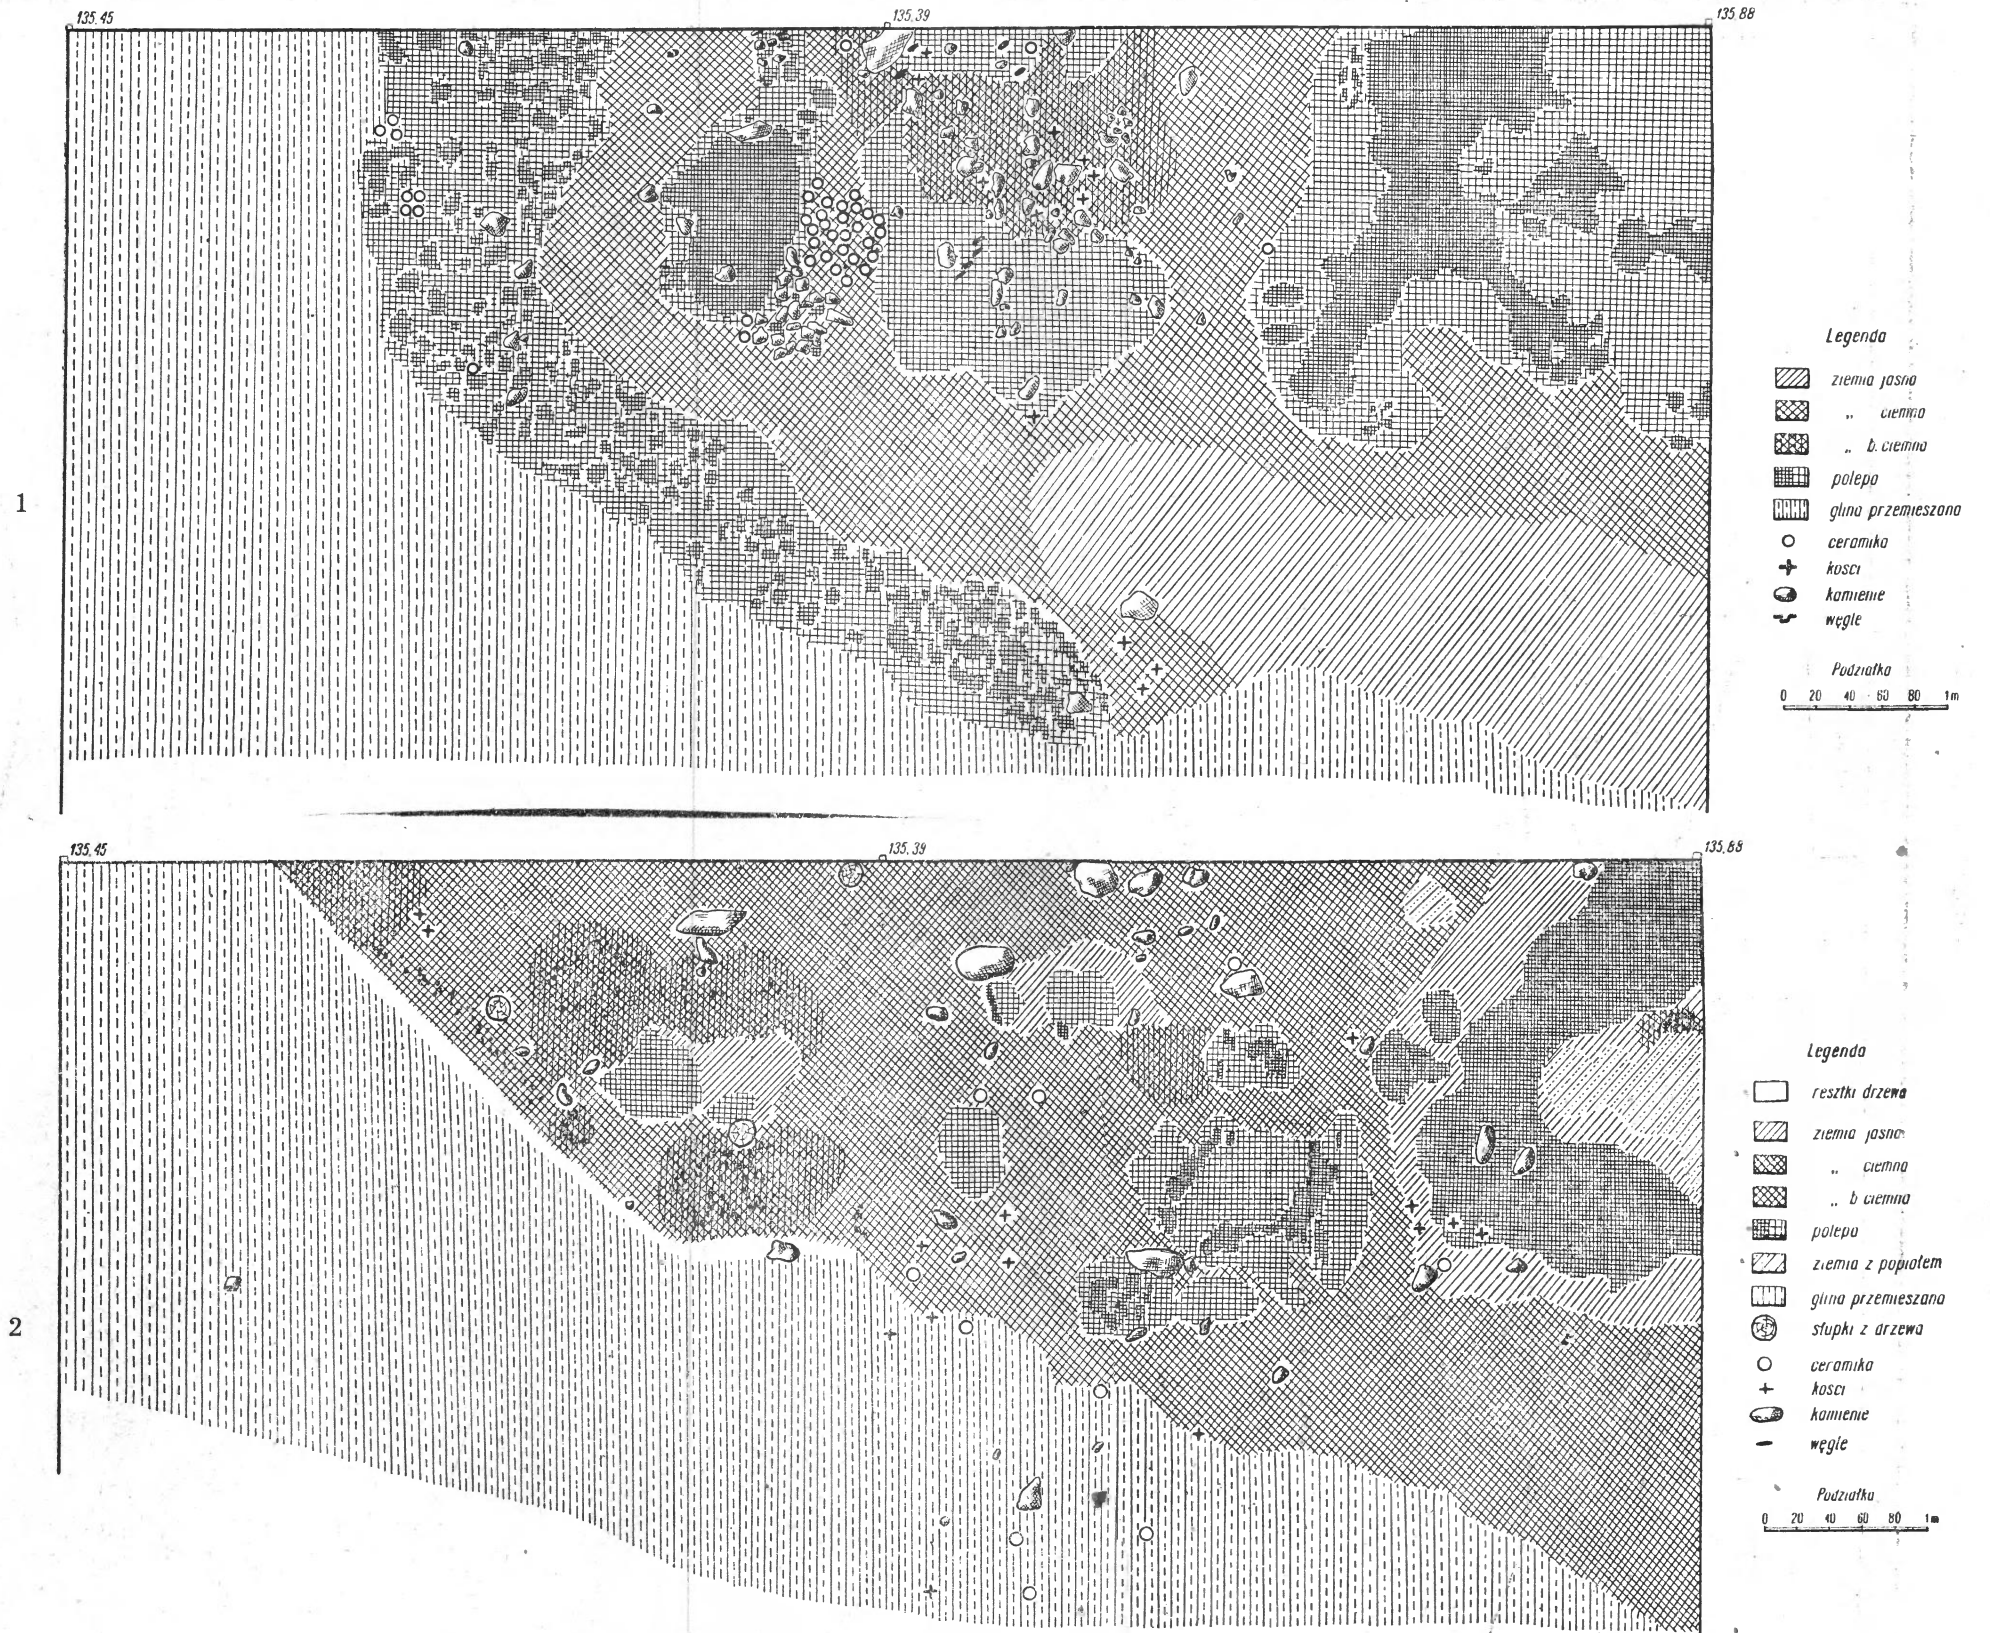 135.45
135.39
135.88
Legenda
ziemia jasna
„ ciemna
„ b. ciemna
polepa
glina przemieszana
ceramika
kosci
kamienie
węgle
Podziałka
0 20 40 60 80 1m
1
135.45
135.39
135.88
Legenda
resztki drzewa
ziemia jasna
„ ciemna
„ b ciemna
polepa
ziemia z popiołem
glina przemieszana
słupki z drzewa
ceramika
kosci
kamienie
węgle
Podziałka
0 20 40 60 80 1m
2